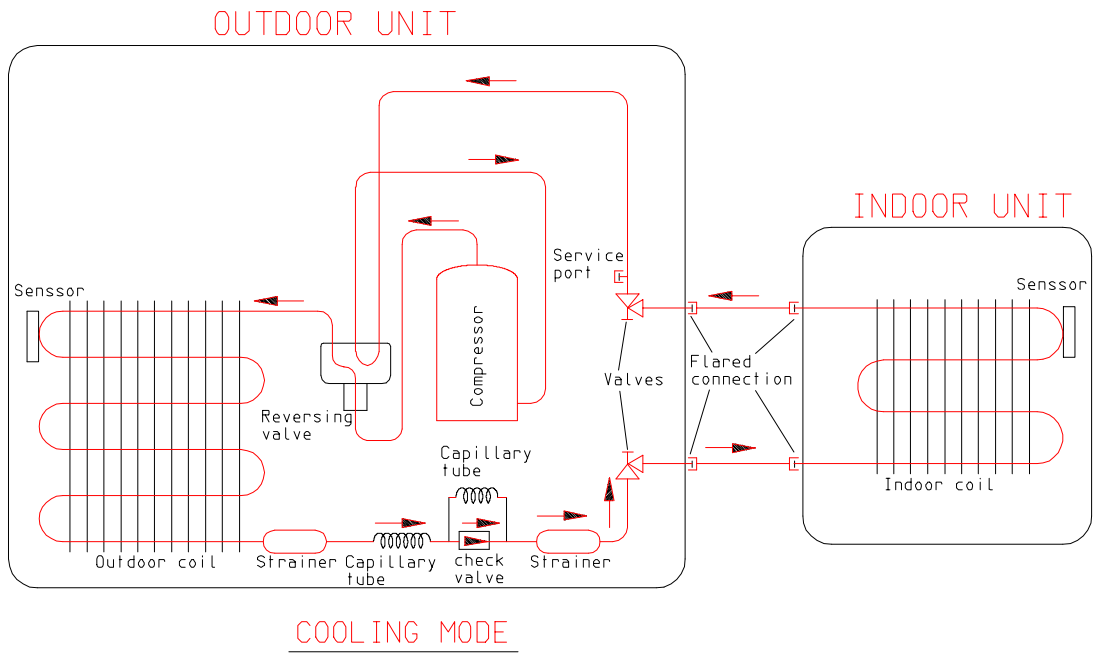 OUTDOOR UNIT
INDOOR UNIT
Service
port
Senssor
Senssor
Compressor
Flared
connection
Valves
Reversing
valve
Capillary
tube
Indoor coil
Outdoor coil
Strainer
Capillary
tube
check
valve
Strainer
COOLING MODE